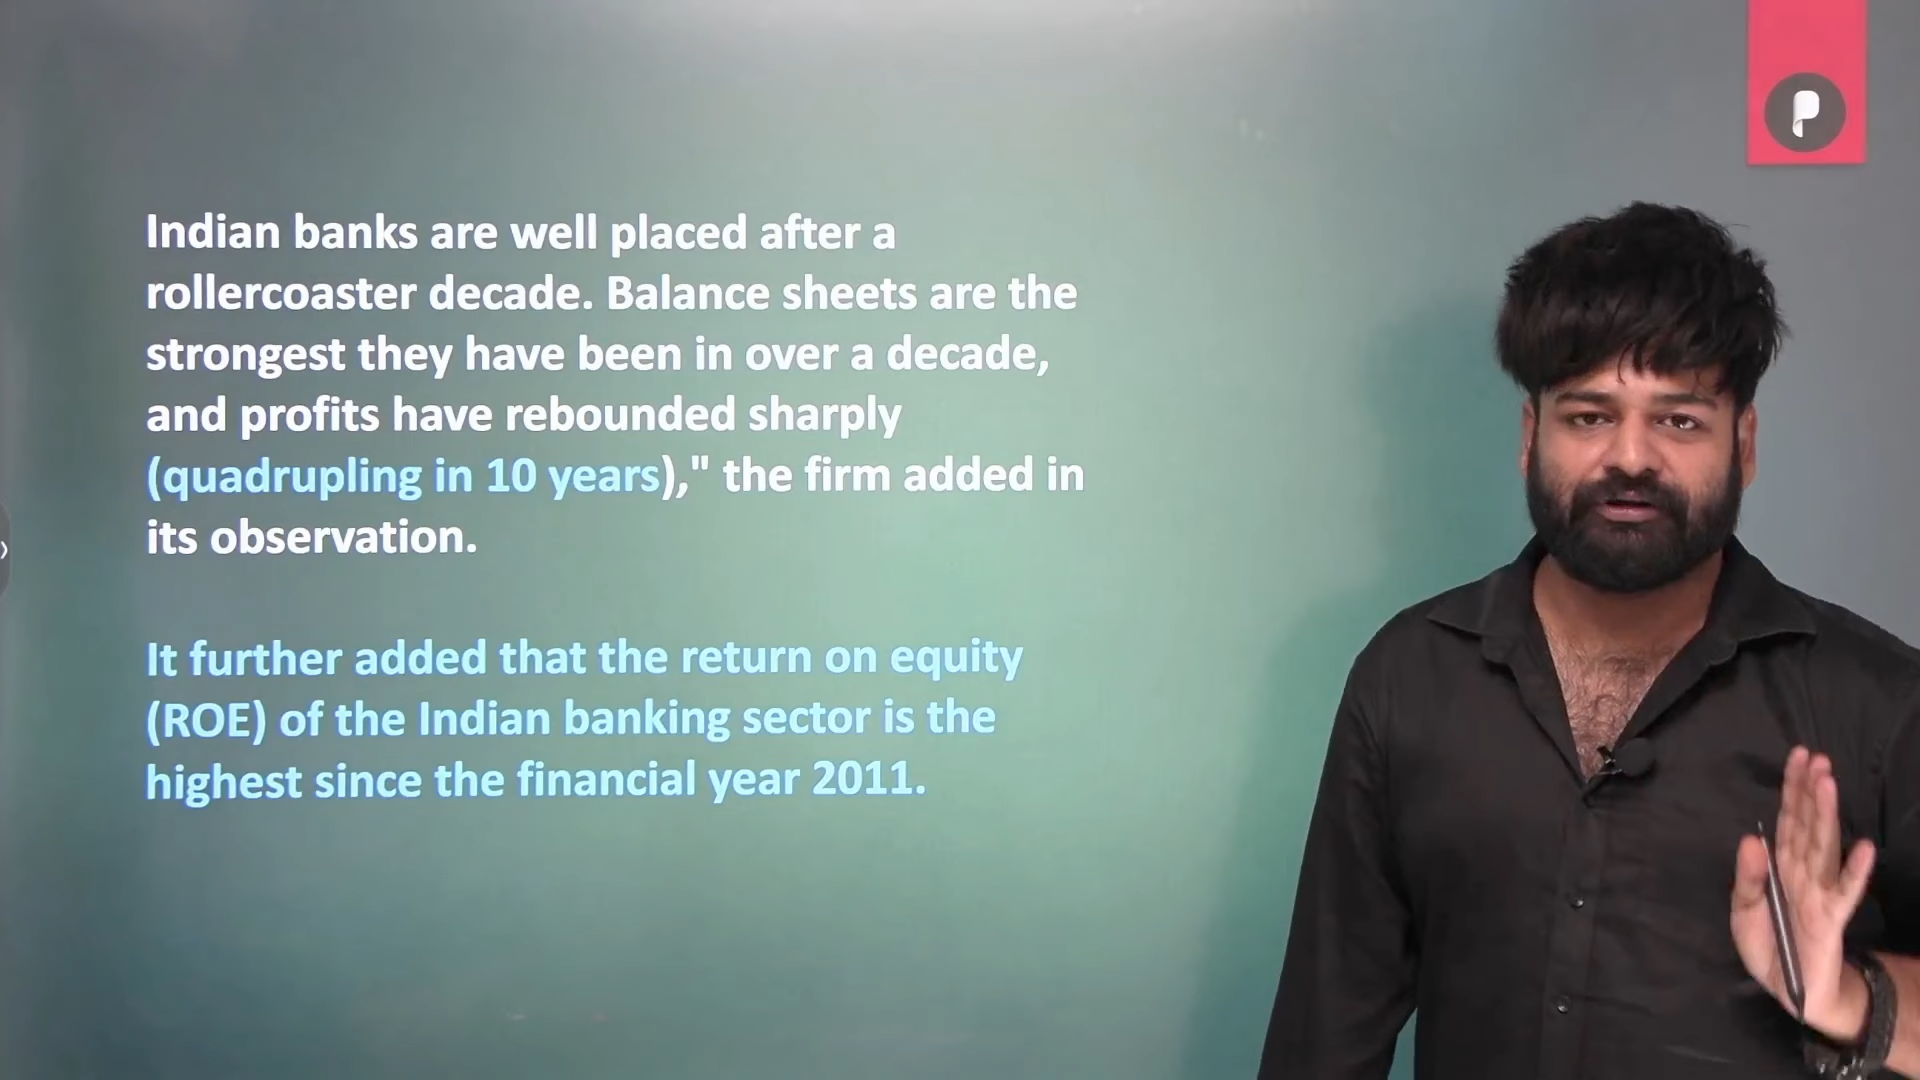 Indian banks are well placed after a
rollercoaster decade. Balance sheets are the
strongest they have been in over a decade,
and profits have rebounded sharply
(quadrupling in 10 years)," the firm added in
its observation.
It further added that the return on equity
(ROE) of the Indian banking sector is the
highest since the financial year 2011.